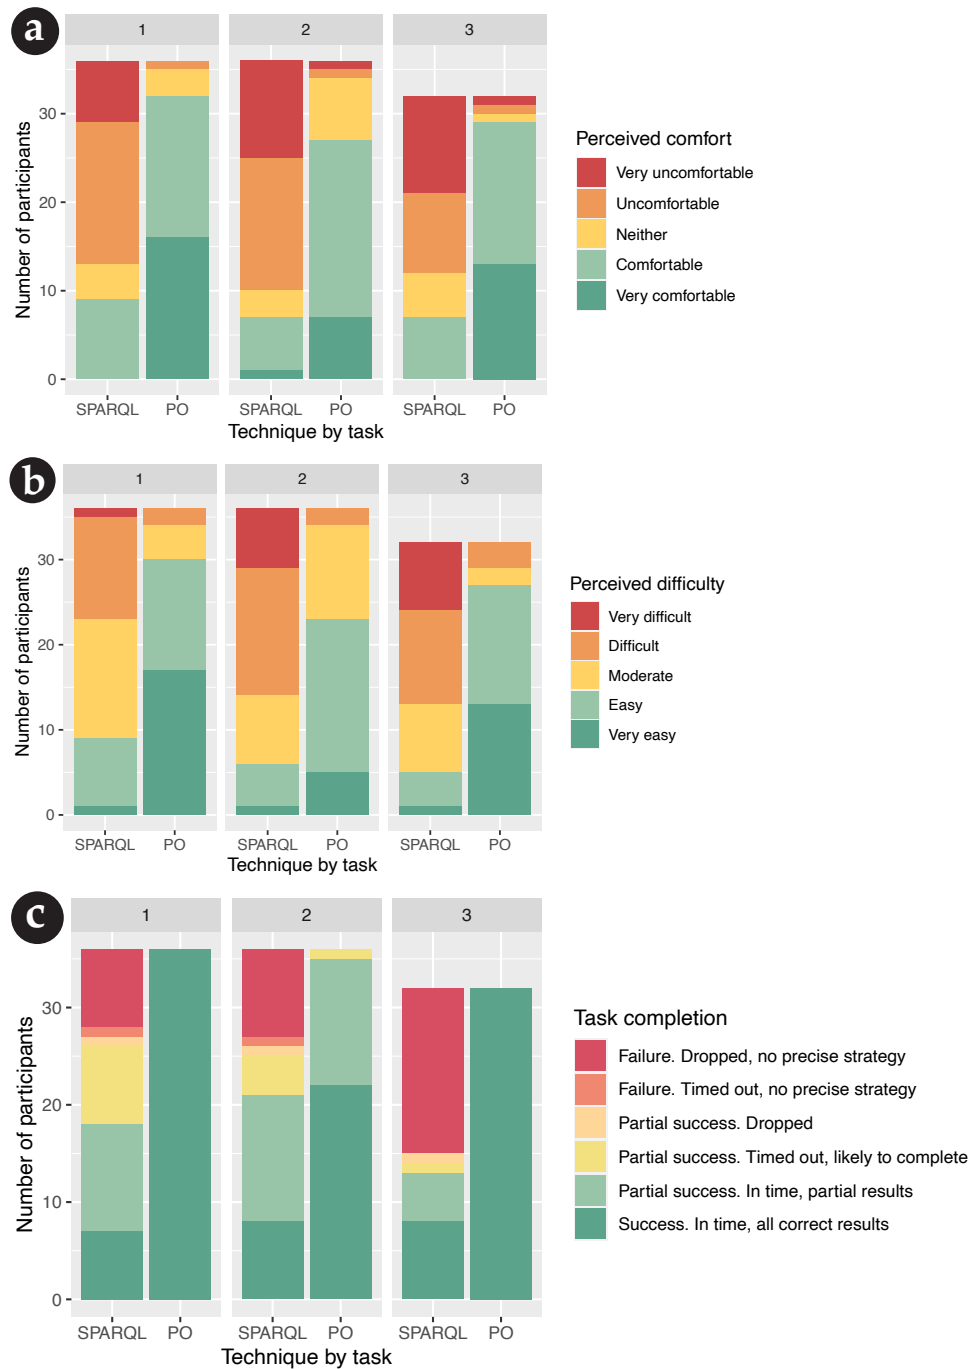 a
1 2 3
30
20
10
0
Number of participants
SPARQL PO SPARQL PO SPARQL PO
Technique by task
Perceived comfort
Very uncomfortable
Uncomfortable
Neither
Comfortable
Very comfortable
b
1 2 3
30
20
10
0
Number of participants
SPARQL PO SPARQL PO SPARQL PO
Technique by task
Perceived difficulty
Very difficult
Difficult
Moderate
Easy
Very easy
c
1 2 3
30
20
10
0
Number of participants
SPARQL PO SPARQL PO SPARQL PO
Technique by task
Task completion
Failure. Dropped, no precise strategy
Failure. Timed out, no precise strategy
Partial success. Dropped
Partial success. Timed out, likely to complete
Partial success. In time, partial results
Success. In time, all correct results